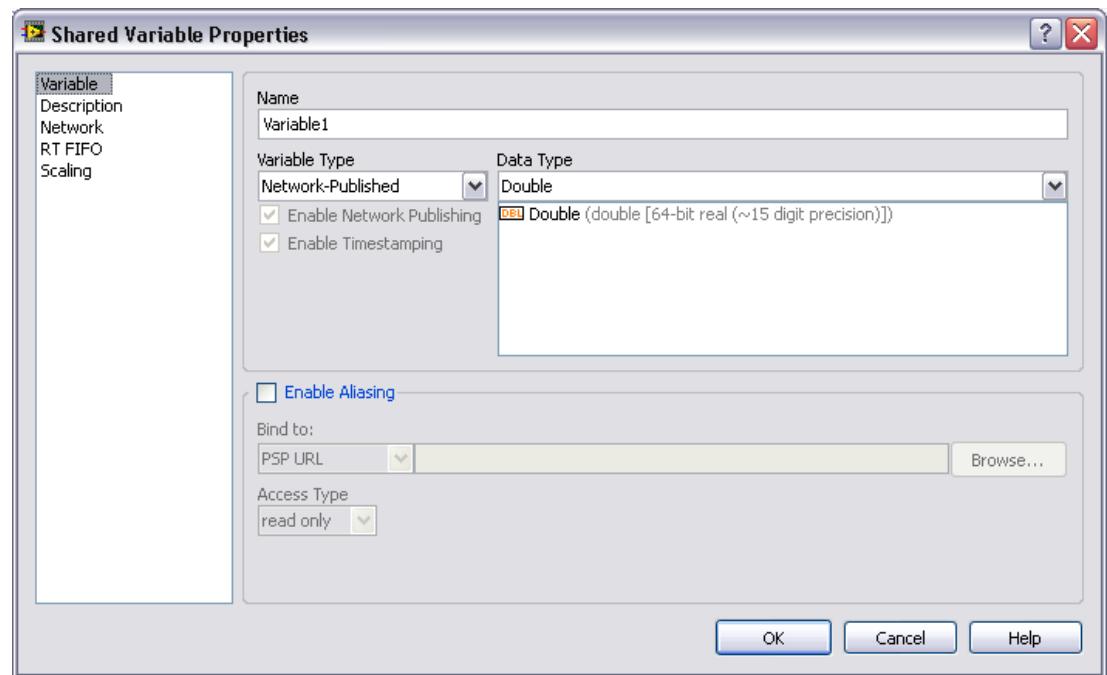 Shared Variable Properties
Variable
Description
Network
RT FIFO
Scaling
Name
Variable1
Variable Type
Data Type
Network-Published
Double
Enable Network Publishing
DBL Double (double [64-bit real (~15 digit precision)])
Enable Timestamping
Enable Aliasing
Bind to:
PSP URL
Browse...
Access Type
read only
OK
Cancel
Help